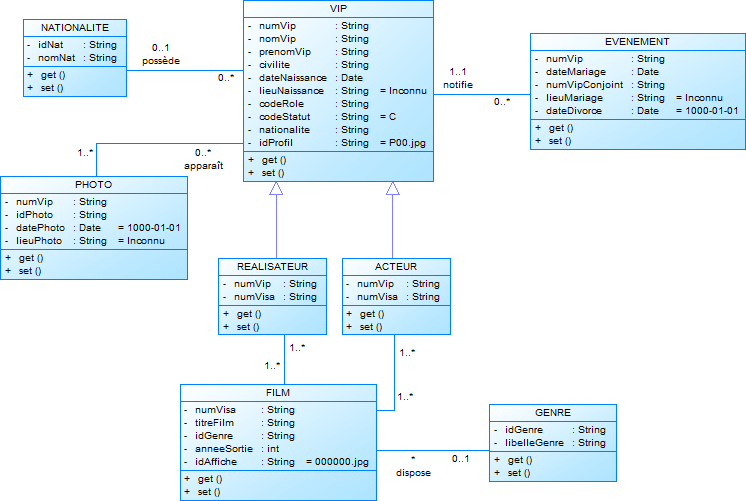 NATIONALITE
- idNat : String
- nomNat : String
+ get ()
+ set ()
0..1
possède
0..*
VIP
- numVip : String
- nomVip : String
- prenomVip : String
- civilite : String
- dateNaissance : Date
- lieuNaissance : String = Inconnu
- codeRole : String
- codeStatut : String = C
- nationalite : String
- idProfil : String = P00.jpg
+ get ()
+ set ()
1..1
notifie
0..*
EVENEMENT
- numVip : String
- dateMariage : Date
- numVipConjoint : String
- lieuMariage : String = Inconnu
- dateDivorce : Date = 1000-01-01
+ get ()
+ set ()
1..*
0..*
apparaît
PHOTO
- numVip : String
- idPhoto : String
- datePhoto : Date = 1000-01-01
- lieuPhoto : String = Inconnu
+ get ()
+ set ()
REALISATEUR
- numVip : String
- numVisa : String
+ get ()
+ set ()
ACTEUR
- numVip : String
- numVisa : String
+ get ()
+ set ()
1..*
1..*
1..*
1..*
FILM
- numVisa : String
- titreFilm : String
- idGenre : String
- anneeSortie : int
- idAffiche : String = 000000.jpg
+ get ()
+ set ()
*
dispose
0..1
GENRE
- idGenre : String
- libelleGenre : String
+ get ()
+ set ()